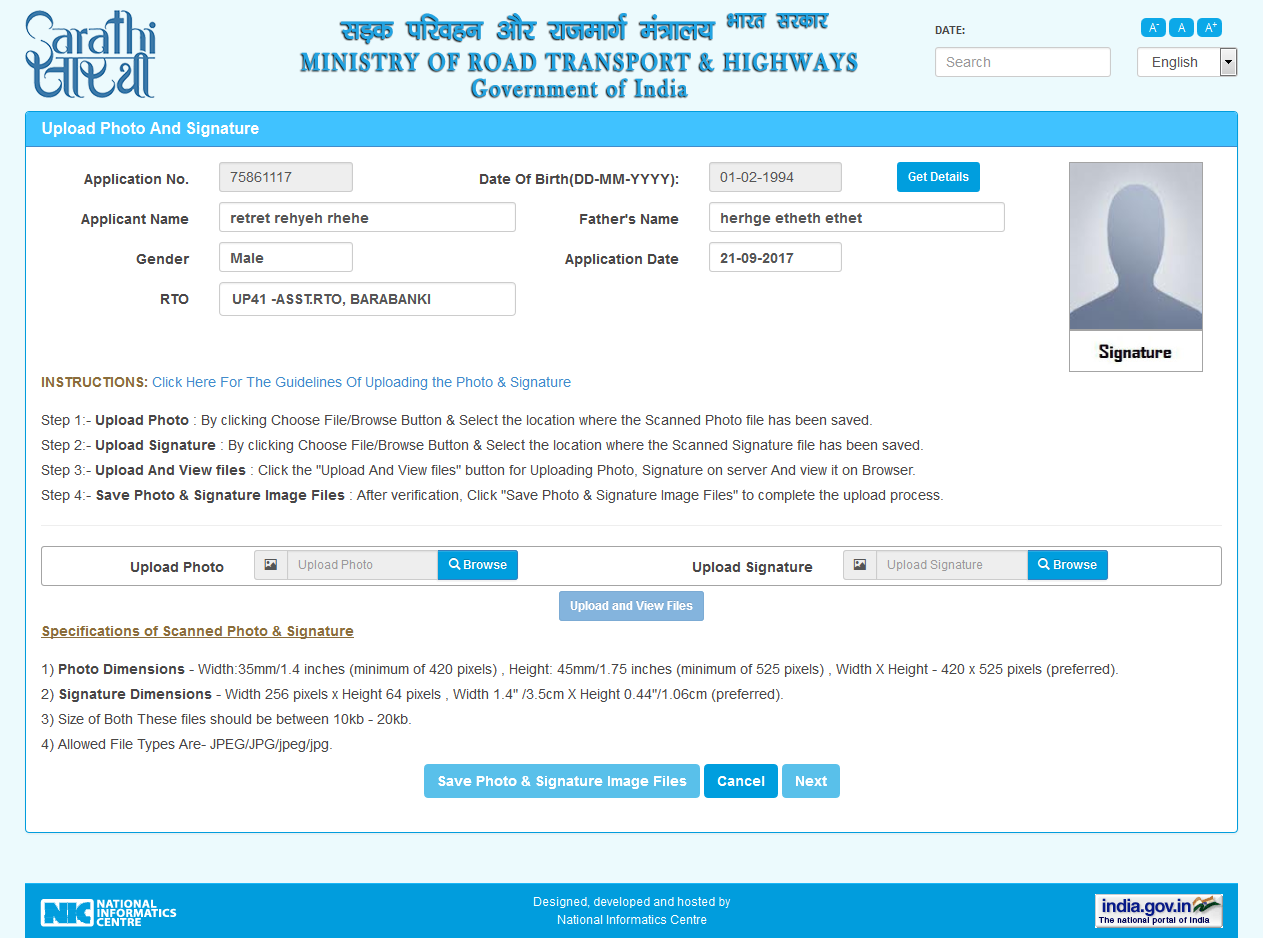 Sarathi
सारथी
सड़क परिवहन और राजमार्ग मंत्रालय भारत सरकार
MINISTRY OF ROAD TRANSPORT & HIGHWAYS
Government of India
DATE:
A- A A+
Search
English
Upload Photo And Signature
Application No. 75861117 Date Of Birth(DD-MM-YYYY): 01-02-1994 Get Details
Applicant Name retret rehyeh rhehe Father's Name herhge etheth ethet
Gender Male Application Date 21-09-2017
RTO UP41 -ASST.RTO, BARABANKI
Signature
INSTRUCTIONS: Click Here For The Guidelines Of Uploading the Photo & Signature
Step 1:- Upload Photo : By clicking Choose File/Browse Button & Select the location where the Scanned Photo file has been saved.
Step 2:- Upload Signature : By clicking Choose File/Browse Button & Select the location where the Scanned Signature file has been saved.
Step 3:- Upload And View files : Click the "Upload And View files" button for Uploading Photo, Signature on server And view it on Browser.
Step 4:- Save Photo & Signature Image Files : After verification, Click "Save Photo & Signature Image Files" to complete the upload process.
Upload Photo Upload Photo Browse Upload Signature Upload Signature Browse
Upload and View Files
Specifications of Scanned Photo & Signature
1) Photo Dimensions - Width:35mm/1.4 inches (minimum of 420 pixels) , Height: 45mm/1.75 inches (minimum of 525 pixels) , Width X Height - 420 x 525 pixels (preferred).
2) Signature Dimensions - Width 256 pixels x Height 64 pixels , Width 1.4" /3.5cm X Height 0.44"/1.06cm (preferred).
3) Size of Both These files should be between 10kb - 20kb.
4) Allowed File Types Are- JPEG/JPG/jpeg/jpg.
Save Photo & Signature Image Files Cancel Next
NIC NATIONAL
INFORMATICS
CENTRE
Designed, developed and hosted by
National Informatics Centre
india.gov.in
The national portal of India